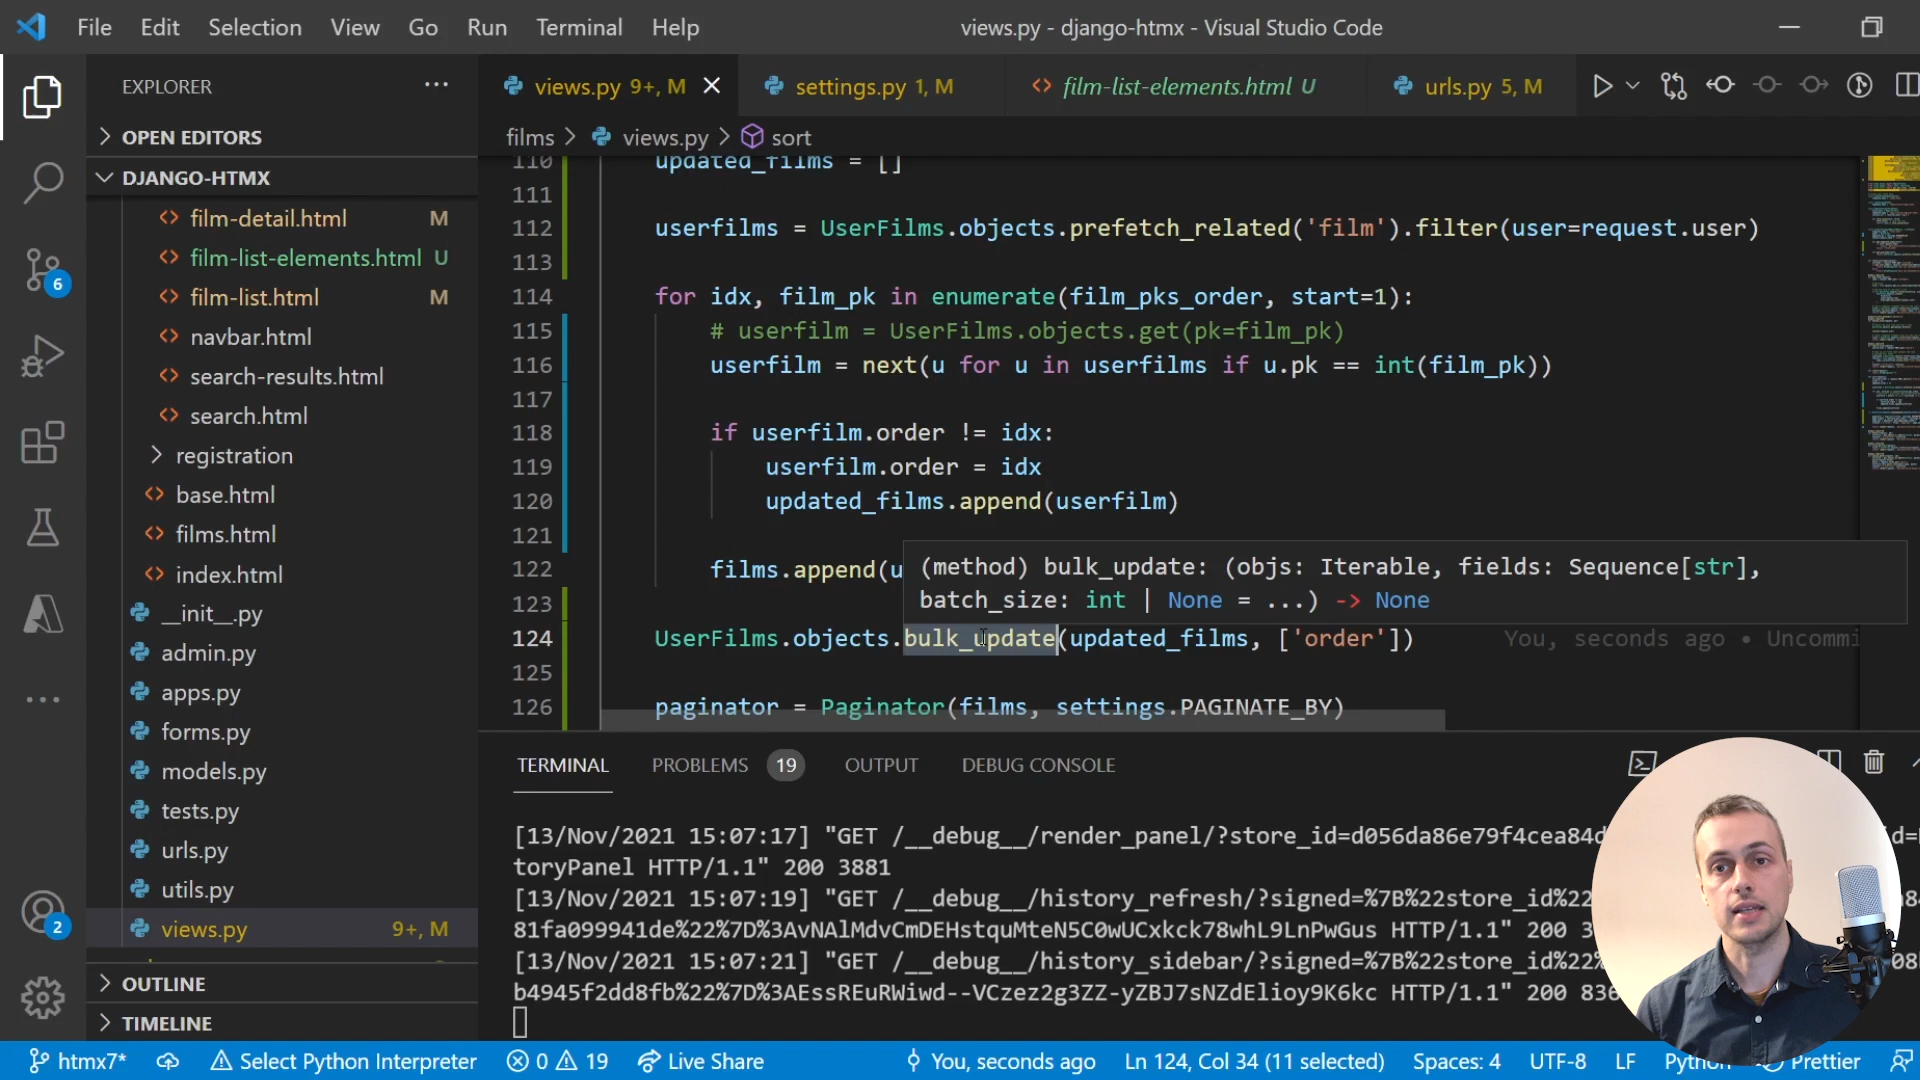 File Edit Selection View Go Run Terminal Help
views.py - django-htmx - Visual Studio Code
EXPLORER
OPEN EDITORS
DJANGO-HTMX
film-detail.html M
film-list-elements.html U
film-list.html M
navbar.html
search-results.html
search.html
registration
base.html
films.html
index.html
__init__.py
admin.py
apps.py
forms.py
models.py
tests.py
urls.py
utils.py
views.py 9+, M
OUTLINE
TIMELINE
6
2
views.py 9+, M
settings.py 1, M
film-list-elements.html U
urls.py 5, M
films > views.py > sort
110 updated_films = []
111
112 userfilms = UserFilms.objects.prefetch_related('film').filter(user=request.user)
113
114 for idx, film_pk in enumerate(film_pks_order, start=1):
115 # userfilm = UserFilms.objects.get(pk=film_pk)
116 userfilm = next(u for u in userfilms if u.pk == int(film_pk))
117
118 if userfilm.order != idx:
119 userfilm.order = idx
120 updated_films.append(userfilm)
121
122 films.append(u
(method) bulk_update: (objs: Iterable, fields: Sequence[str],
batch_size: int | None = ...) -> None
123
124 UserFilms.objects.bulk_update(updated_films, ['order']) You, seconds ago • Uncommi
125
126 paginator = Paginator(films, settings.PAGINATE_BY)
TERMINAL PROBLEMS 19 OUTPUT DEBUG CONSOLE
[13/Nov/2021 15:07:17] "GET /__debug__/render_panel/?store_id=d056da86e79f4cea84d
toryPanel HTTP/1.1" 200 3881
[13/Nov/2021 15:07:19] "GET /__debug__/history_refresh/?signed=%7B%22store_id%22
81fa099941de%22%7D%3AvNAlMdvCmDEHstquMteN5C0wUCxkck78whL9LnPwGus HTTP/1.1" 200 3
[13/Nov/2021 15:07:21] "GET /__debug__/history_sidebar/?signed=%7B%22store_id%22%
b4945f2dd8fb%22%7D%3AEssREuRWiwd--VCzez2g3ZZ-yZBJ7sNZdElioy9K6kc HTTP/1.1" 200 836
htmx7* Select Python Interpreter 0 19 Live Share You, seconds ago Ln 124, Col 34 (11 selected) Spaces: 4 UTF-8 LF Python Prettier